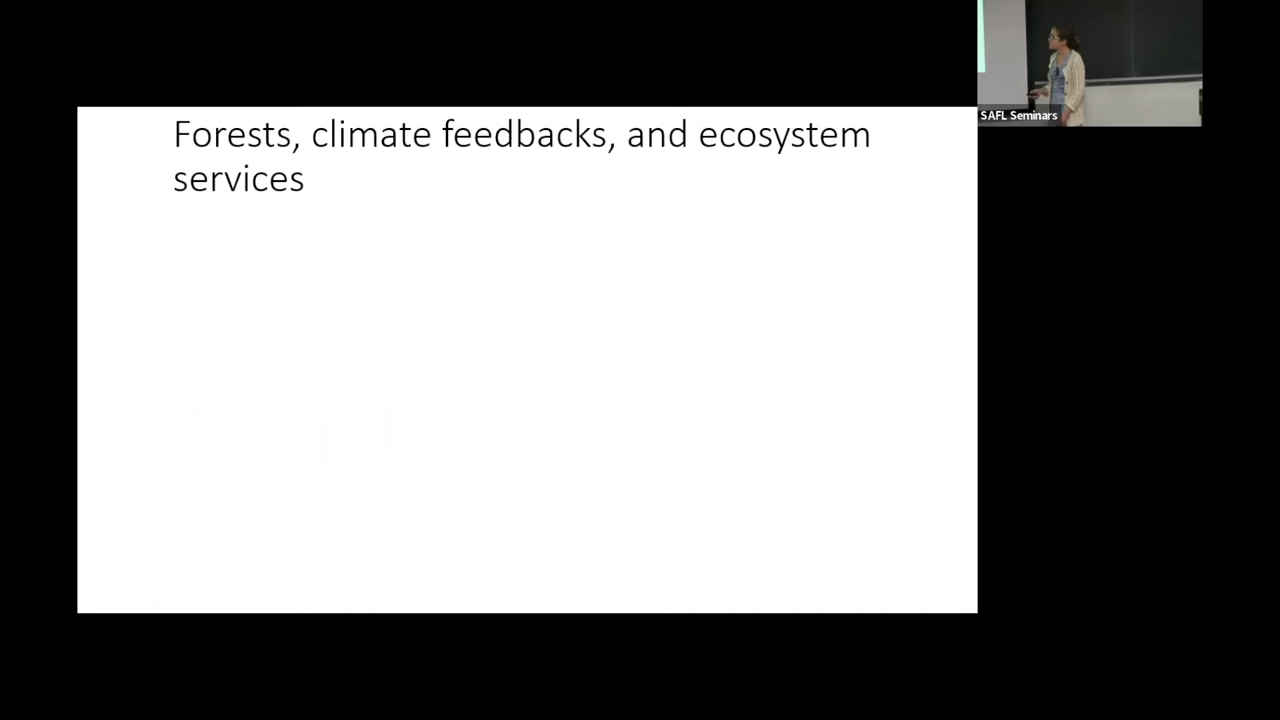 Forests, climate feedbacks, and ecosystem
services
SAFL Seminars